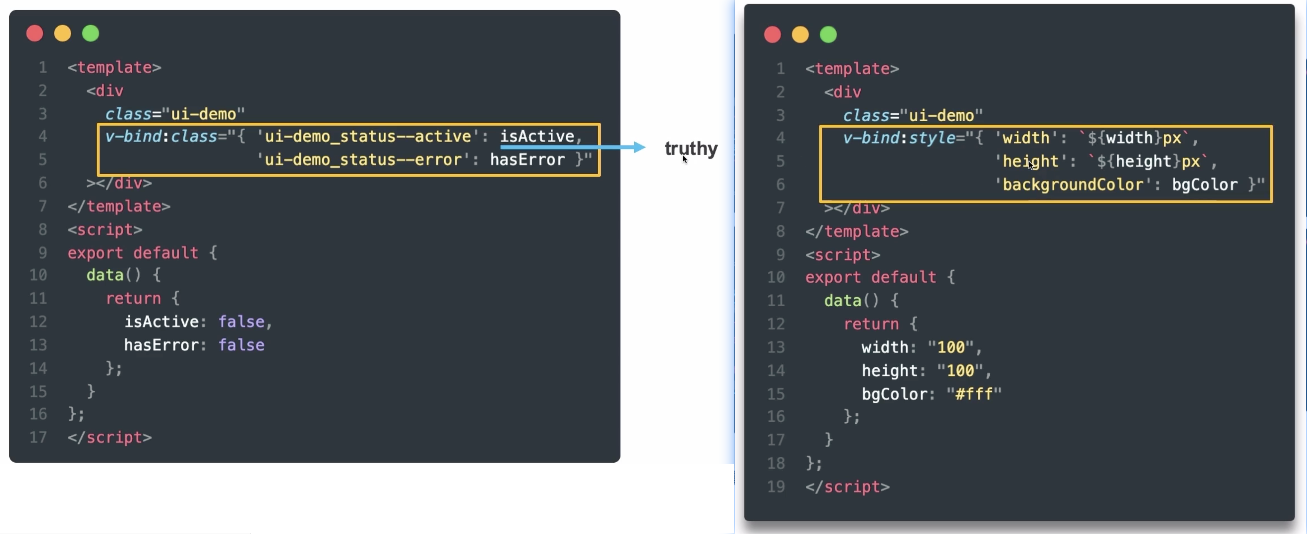 1 <template>
2 <div
3 class="ui-demo"
4 v-bind:class="{ 'ui-demo_status--active': isActive,
5 'ui-demo_status--error': hasError }"
6 ></div>
7 </template>
8 <script>
9 export default {
10 data() {
11 return {
12 isActive: false,
13 hasError: false
14 };
15 }
16 };
17 </script>
truthy
1 <template>
2 <div
3 class="ui-demo"
4 v-bind:style="{ 'width': `${width}px`,
5 'height': `${height}px`,
6 'backgroundColor': bgColor }"
7 ></div>
8 </template>
9 <script>
10 export default {
11 data() {
12 return {
13 width: "100",
14 height: "100",
15 bgColor: "#fff"
16 };
17 }
18 };
19 </script>